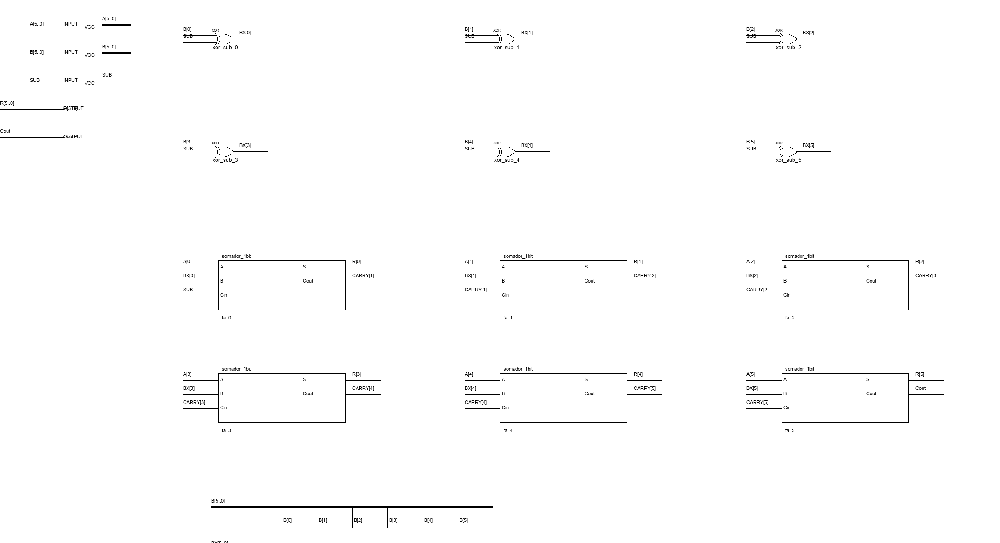 A[5..0] INPUT VCC A[5..0]
B[5..0] INPUT VCC B[5..0]
SUB INPUT VCC SUB
R[5..0] OUTPUT R[5..0]
Cout OUTPUT Cout
B[0] SUB XOR BX[0] xor_sub_0
B[1] SUB XOR BX[1] xor_sub_1
B[2] SUB XOR BX[2] xor_sub_2
B[3] SUB XOR BX[3] xor_sub_3
B[4] SUB XOR BX[4] xor_sub_4
B[5] SUB XOR BX[5] xor_sub_5
somador_1bit
A[0] A S R[0]
BX[0] B Cout CARRY[1]
SUB Cin
fa_0
somador_1bit
A[1] A S R[1]
BX[1] B Cout CARRY[2]
CARRY[1] Cin
fa_1
somador_1bit
A[2] A S R[2]
BX[2] B Cout CARRY[3]
CARRY[2] Cin
fa_2
somador_1bit
A[3] A S R[3]
BX[3] B Cout CARRY[4]
CARRY[3] Cin
fa_3
somador_1bit
A[4] A S R[4]
BX[4] B Cout CARRY[5]
CARRY[4] Cin
fa_4
somador_1bit
A[5] A S R[5]
BX[5] B Cout Cout
CARRY[5] Cin
fa_5
B[5..0]
B[0] B[1] B[2] B[3] B[4] B[5]
BX[5..0]